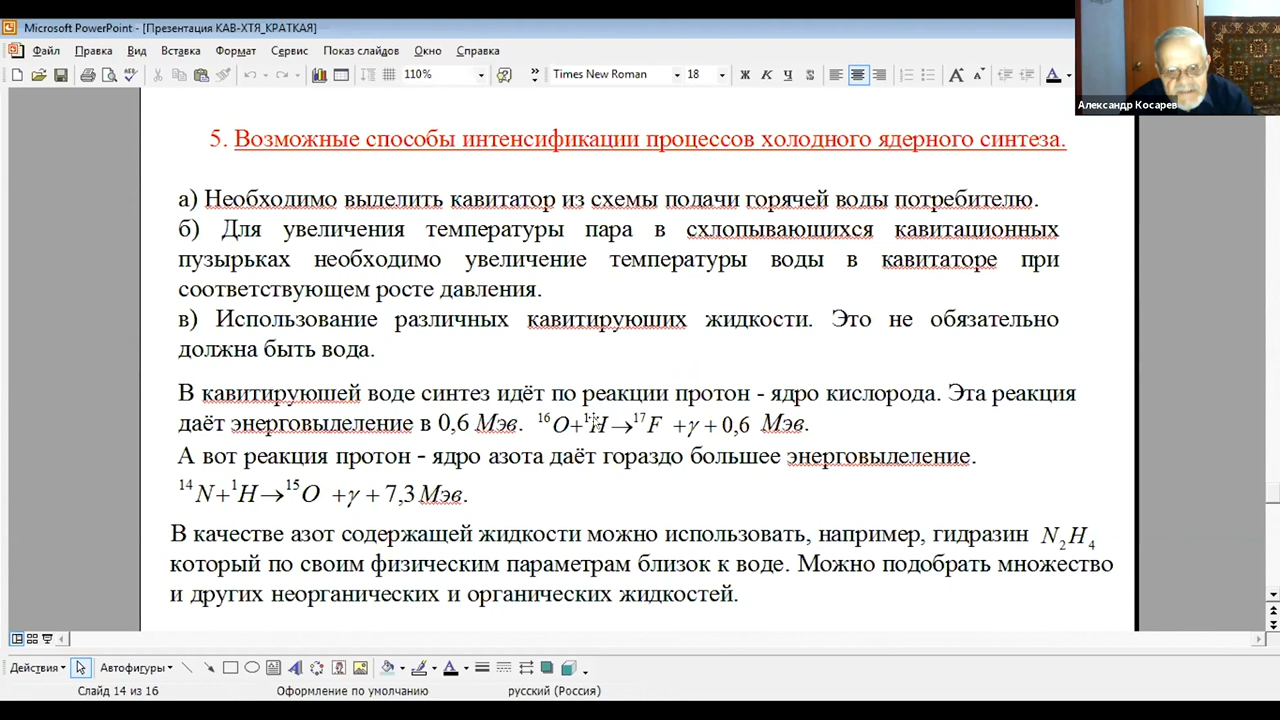 Microsoft PowerPoint - [Презентация КАВ-ХТЯ_КРАТКАЯ]
Файл Правка Вид Вставка Формат Сервис Показ слайдов Окно Справка
110% Times New Roman 18 Ж К Ч S
Александр Косарев
5. Возможные способы интенсификации процессов холодного ядерного синтеза.
а) Необходимо выделить кавитатор из схемы подачи горячей воды потребителю.
б) Для увеличения температуры пара в схлопывающихся кавитационных
пузырьках необходимо увеличение температуры воды в кавитаторе при
соответствующем росте давления.
в) Использование различных кавитируюших жидкости. Это не обязательно
должна быть вода.
В кавитируюшей воде синтез идёт по реакции протон - ядро кислорода. Эта реакция
даёт энерговыделение в 0,6 Мэв. ¹⁶O+¹H→¹⁷F +γ+0,6 Мэв.
А вот реакция протон - ядро азота даёт гораздо большее энерговыделение.
¹⁴N+¹H→¹⁵O +γ+7,3Мэв.
В качестве азот содержащей жидкости можно использовать, например, гидразин N₂H₄
который по своим физическим параметрам близок к воде. Можно подобрать множество
и других неорганических и органических жидкостей.
Действия Автофигуры
Слайд 14 из 16 Оформление по умолчанию русский (Россия)